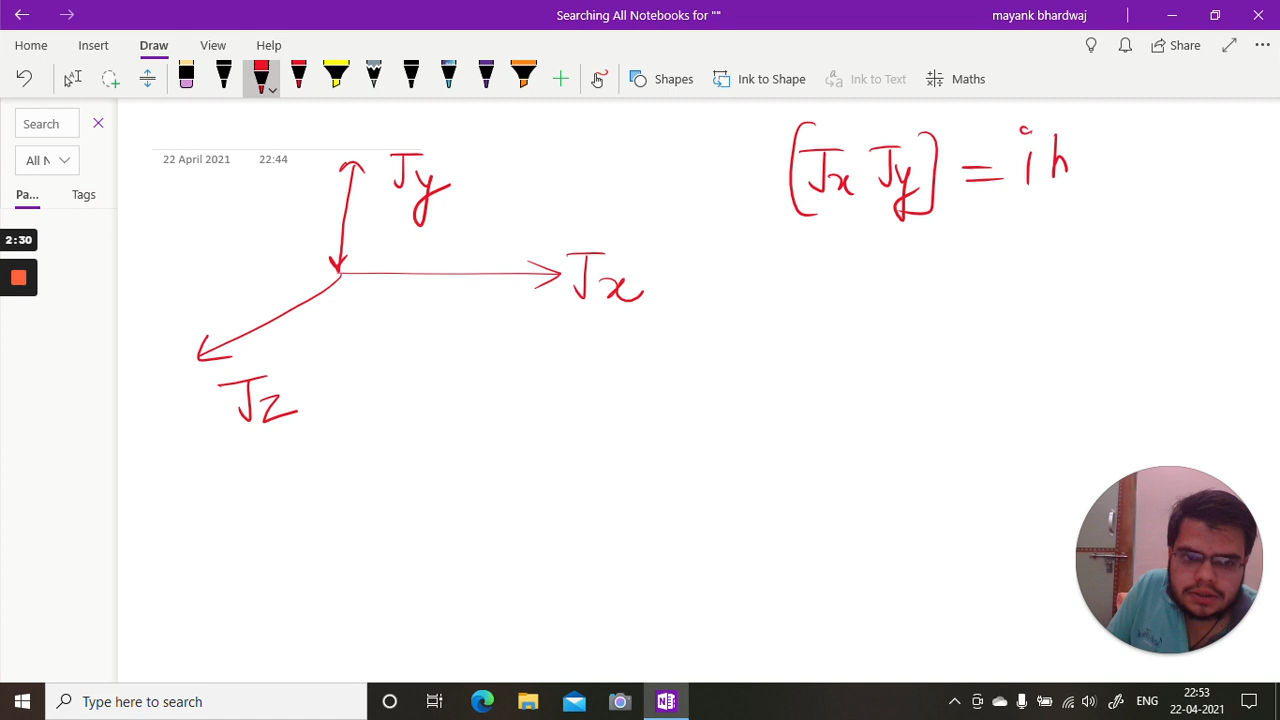 Searching All Notebooks for ""
mayank bhardwaj
Home Insert Draw View Help
Share
Shapes
Ink to Shape
Ink to Text
Maths
Search
All N
Pa... Tags
2:30
22 April 2021 22:44
Jy
Jx
Jz
[Jx Jy] = ih
Type here to search
ENG
22:53
22-04-2021